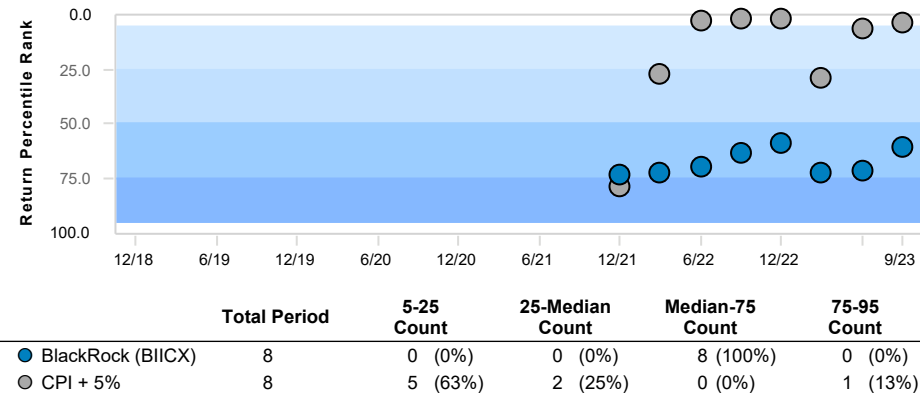 Return Percentile Rank
0.0
25.0
50.0
75.0
100.0
12/18 6/19 12/19 6/20 12/20 6/21 12/21 6/22 12/22 9/23
Total Period 5-25 Count 25-Median Count Median-75 Count 75-95 Count
BlackRock (BIICX) 8 0 (0%) 0 (0%) 8 (100%) 0 (0%)
CPI + 5% 8 5 (63%) 2 (25%) 0 (0%) 1 (13%)